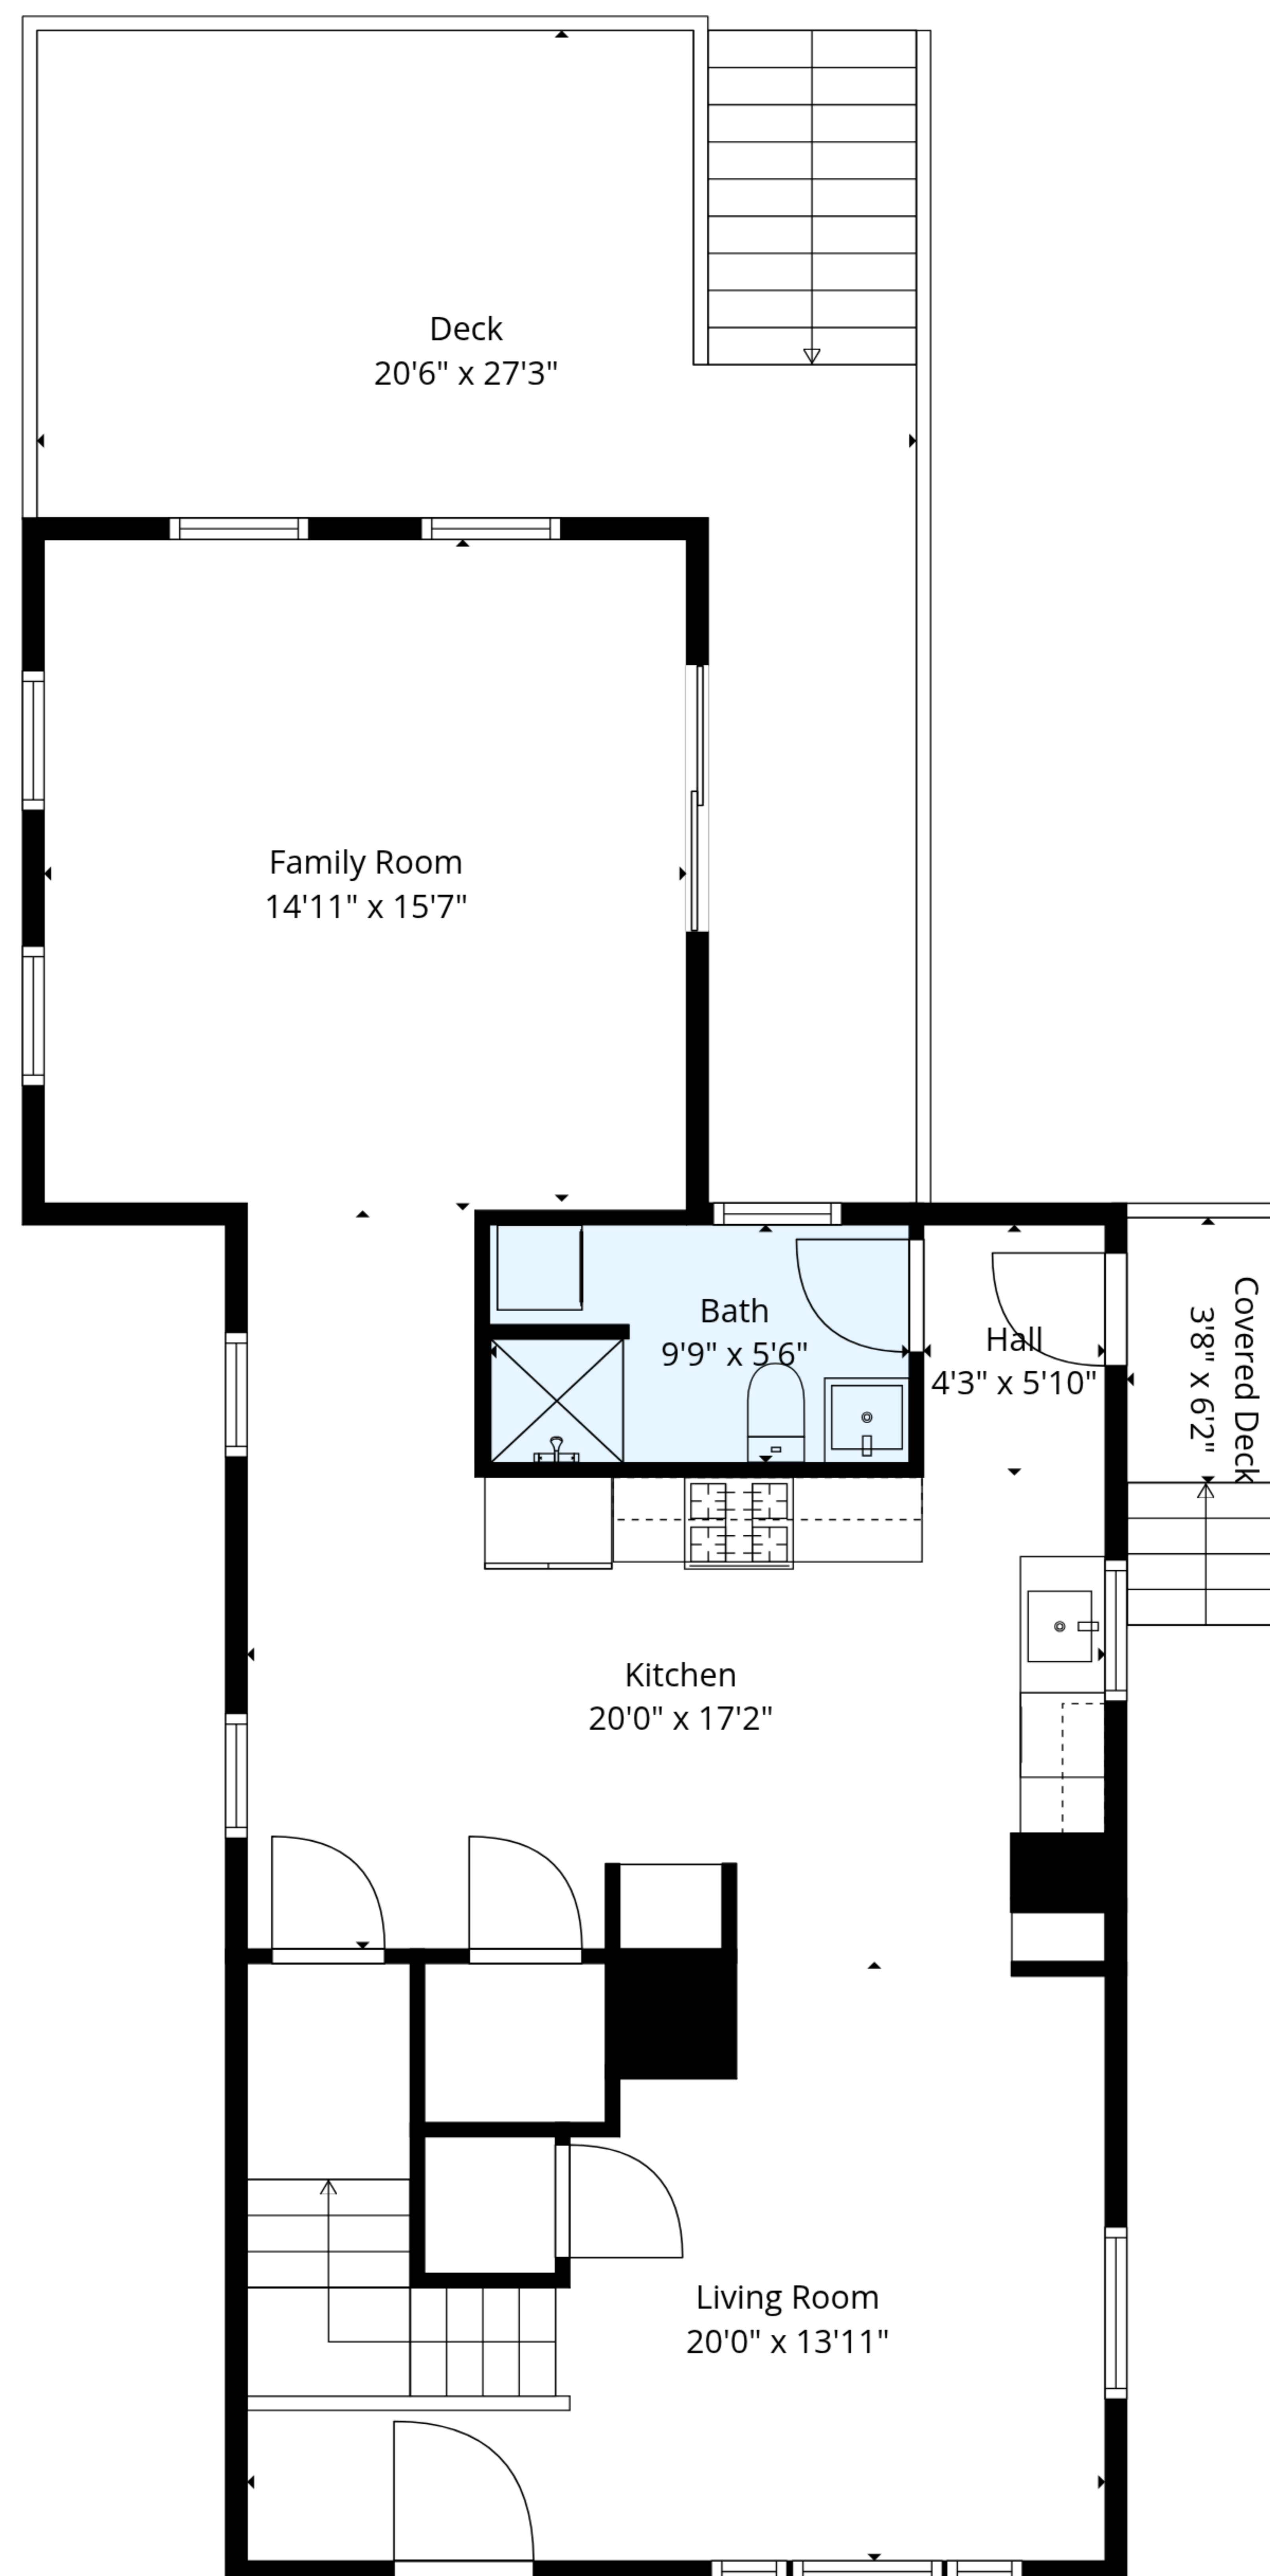 Deck
20'6" x 27'3"
Family Room
14'11" x 15'7"
Bath
9'9" x 5'6"
Hall
4'3" x 5'10"
Covered Deck
3'8" x 6'2"
Kitchen
20'0" x 17'2"
Living Room
20'0" x 13'11"